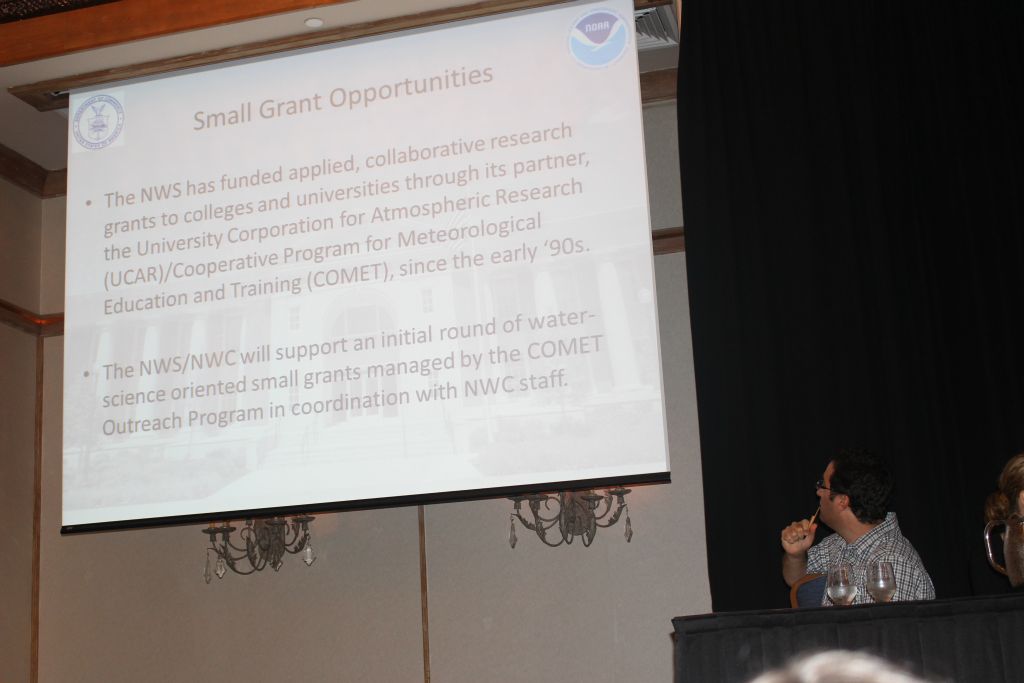 NOAA
Small Grant Opportunities
• The NWS has funded applied, collaborative research
grants to colleges and universities through its partner,
the University Corporation for Atmospheric Research
(UCAR)/Cooperative Program for Meteorological
Education and Training (COMET), since the early ‘90s.
• The NWS/NWC will support an initial round of water-
science oriented small grants managed by the COMET
Outreach Program in coordination with NWC staff.